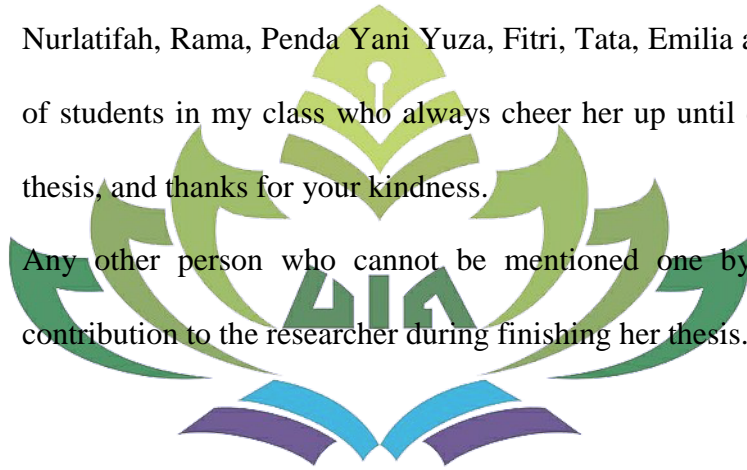 Nurlatifah, Rama, Penda Yani Yuza, Fitri, Tata, Emilia
of students in my class who always cheer her up until
thesis, and thanks for your kindness.
Any other person who cannot be mentioned one by
UIN
contribution to the researcher during finishing her thesis.